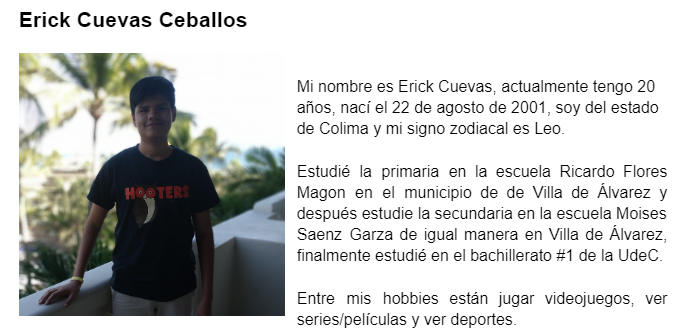 Erick Cuevas Ceballos
HOOTERS
Mi nombre es Erick Cuevas, actualmente tengo 20
años, nací el 22 de agosto de 2001, soy del estado
de Colima y mi signo zodiacal es Leo.
Estudié la primaria en la escuela Ricardo Flores
Magon en el municipio de de Villa de Álvarez y
después estudie la secundaria en la escuela Moises
Saenz Garza de igual manera en Villa de Álvarez,
finalmente estudié en el bachillerato #1 de la UdeC.
Entre mis hobbies están jugar videojuegos, ver
series/películas y ver deportes.